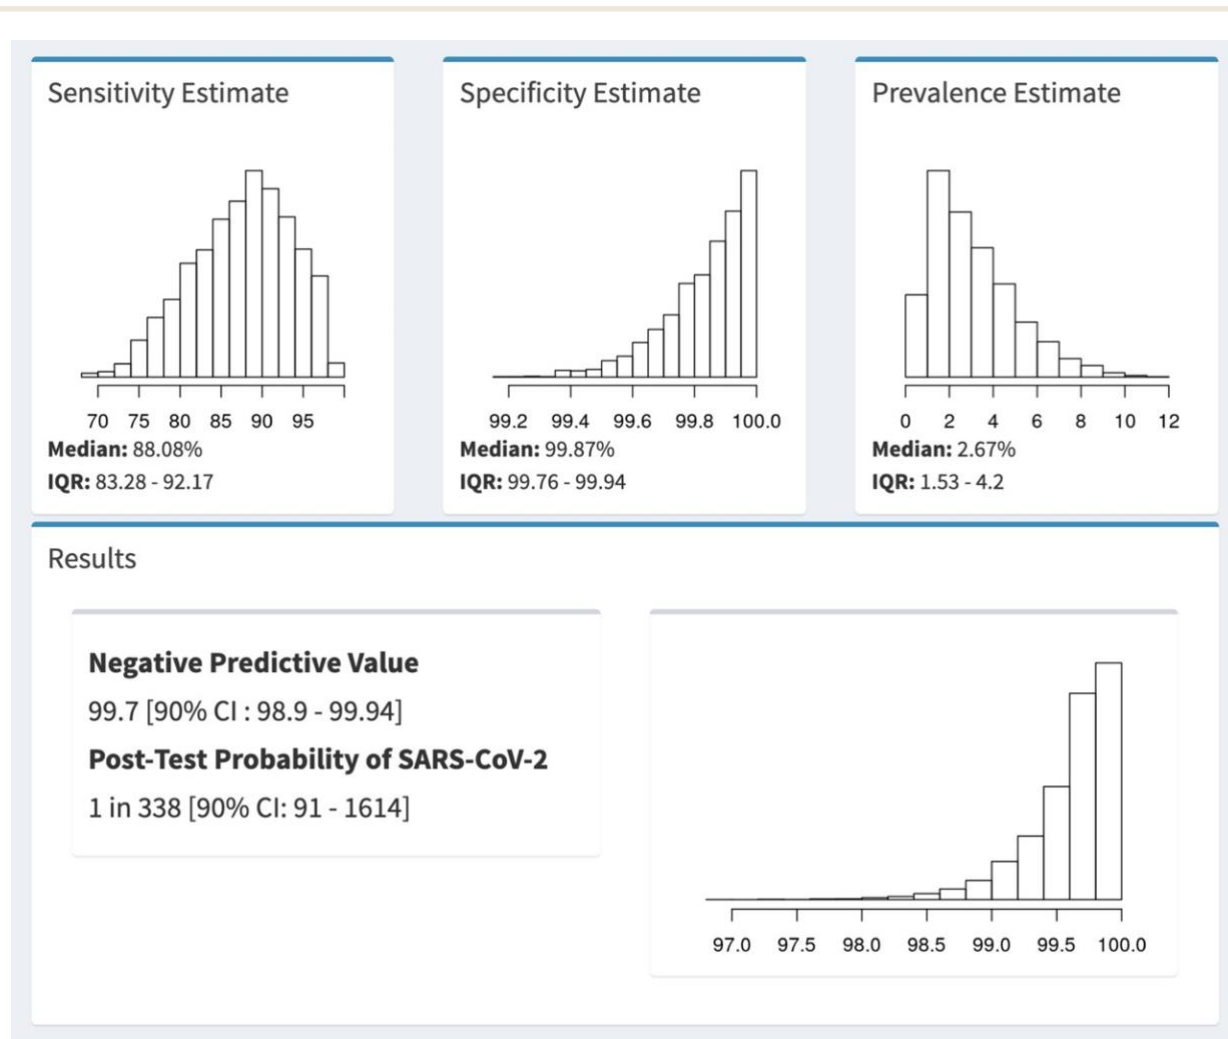 Sensitivity Estimate
70 75 80 85 90 95
Median: 88.08%
IQR: 83.28 - 92.17
Specificity Estimate
99.2 99.4 99.6 99.8 100.0
Median: 99.87%
IQR: 99.76 - 99.94
Prevalence Estimate
0 2 4 6 8 10 12
Median: 2.67%
IQR: 1.53 - 4.2
Results
Negative Predictive Value
99.7 [90% CI : 98.9 - 99.94]
Post-Test Probability of SARS-CoV-2
1 in 338 [90% CI: 91 - 1614]
97.0 97.5 98.0 98.5 99.0 99.5 100.0